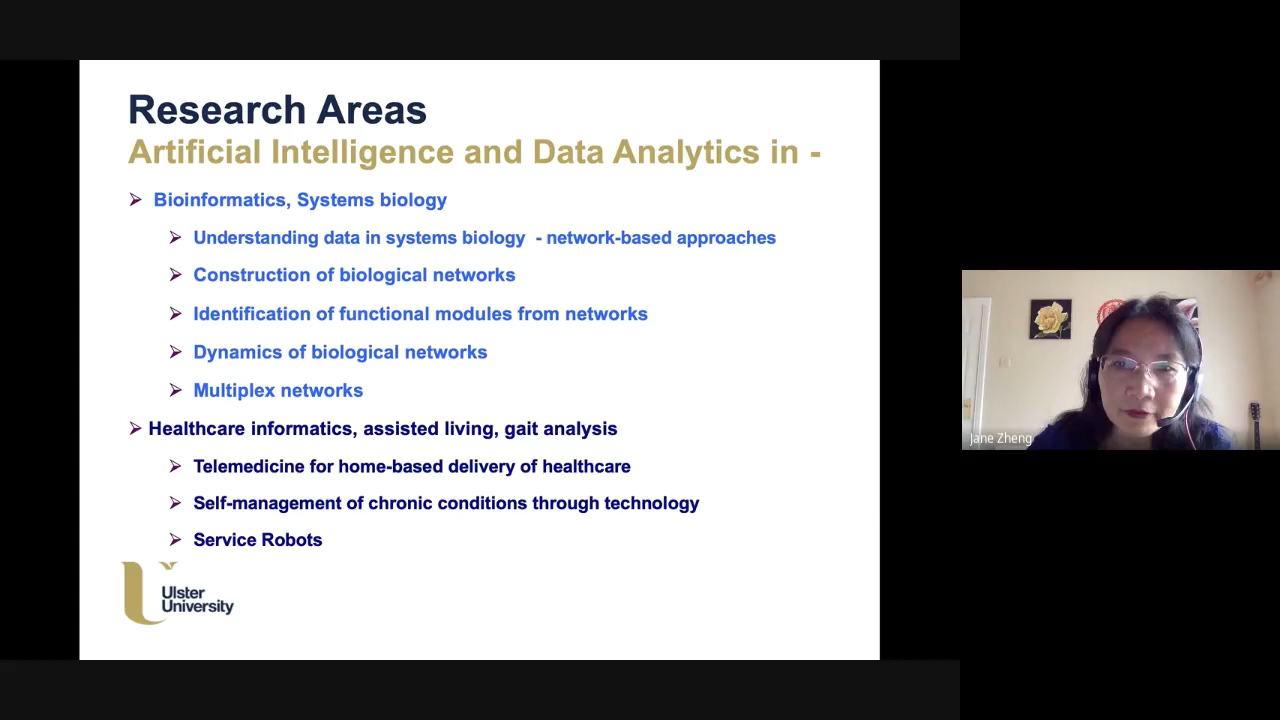 Research Areas
Artificial Intelligence and Data Analytics in -
Bioinformatics, Systems biology
Understanding data in systems biology - network-based approaches
Construction of biological networks
Identification of functional modules from networks
Dynamics of biological networks
Multiplex networks
Healthcare informatics, assisted living, gait analysis
Telemedicine for home-based delivery of healthcare
Self-management of chronic conditions through technology
Service Robots
Ulster
University
Jane Zheng